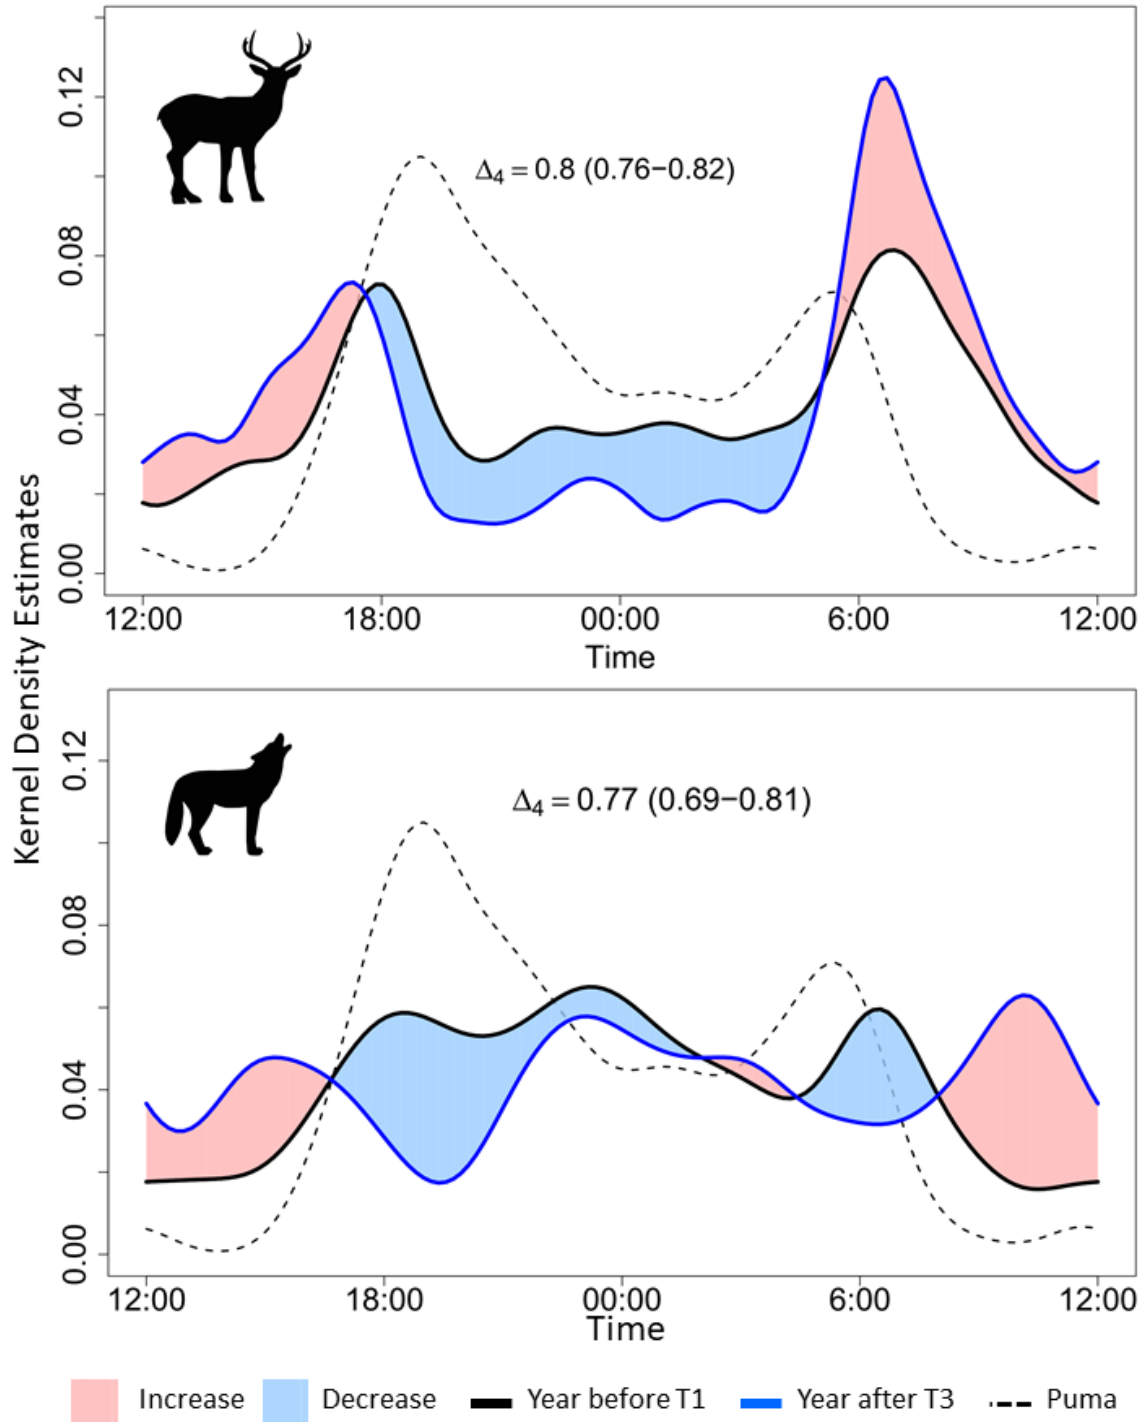 Kernel Density Estimates
0.12
0.08
0.04
0.00
Δ4 = 0.8 (0.76−0.82)
12:00 18:00 00:00 6:00 12:00
Time
0.12
0.08
0.04
0.00
Δ4 = 0.77 (0.69−0.81)
12:00 18:00 00:00 6:00 12:00
Time
Increase Decrease Year before T1 Year after T3 Puma